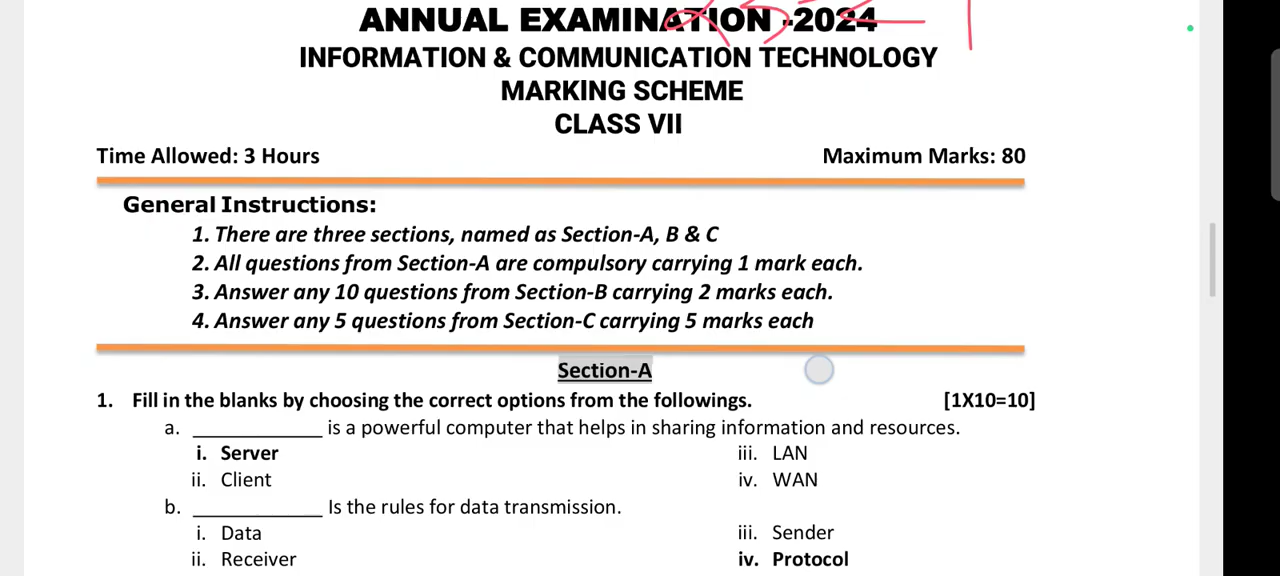 ANNUAL EXAMINATION -2024
INFORMATION & COMMUNICATION TECHNOLOGY
MARKING SCHEME
CLASS VII
Time Allowed: 3 Hours Maximum Marks: 80
General Instructions:
1. There are three sections, named as Section-A, B & C
2. All questions from Section-A are compulsory carrying 1 mark each.
3. Answer any 10 questions from Section-B carrying 2 marks each.
4. Answer any 5 questions from Section-C carrying 5 marks each
Section-A
1. Fill in the blanks by choosing the correct options from the followings. [1X10=10]
a. ____________ is a powerful computer that helps in sharing information and resources.
i. Server iii. LAN
ii. Client iv. WAN
b. ____________ Is the rules for data transmission.
i. Data iii. Sender
ii. Receiver iv. Protocol